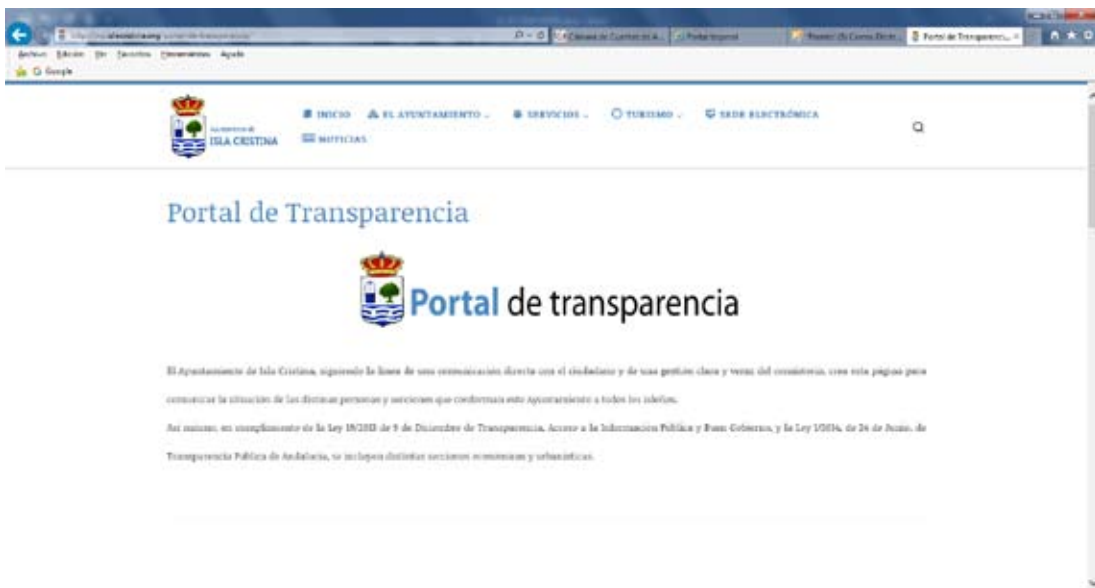 Archivo Edición Ver Favoritos Herramientas Ayuda
Google
ISLA CRISTINA
INICIO EL AYUNTAMIENTO SERVICIOS TURISMO SEDE ELECTRÓNICA
NOTICIAS
Portal de Transparencia
Portal de transparencia
El Ayuntamiento de Isla Cristina, siguiendo la línea de una comunicación directa con el ciudadano y de una gestión clara y veraz del consistorio, crea esta página para
comunicar la situación de las distintas personas y secciones que conforman este Ayuntamiento a todos los isleños.
Así mismo, en cumplimiento de la Ley 19/2013 de 9 de Diciembre de Transparencia, Acceso a la Información Pública y Buen Gobierno, y la Ley 1/2014, de 24 de Junio, de
Transparencia Pública de Andalucía, se incluyen distintas secciones económicas y urbanísticas.